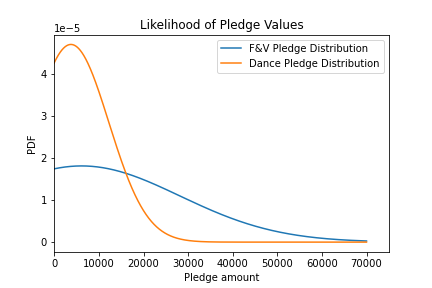 Likelihood of Pledge Values
1e−5
F&V Pledge Distribution
Dance Pledge Distribution
4
3
2
1
0
PDF
0 10000 20000 30000 40000 50000 60000 70000
Pledge amount